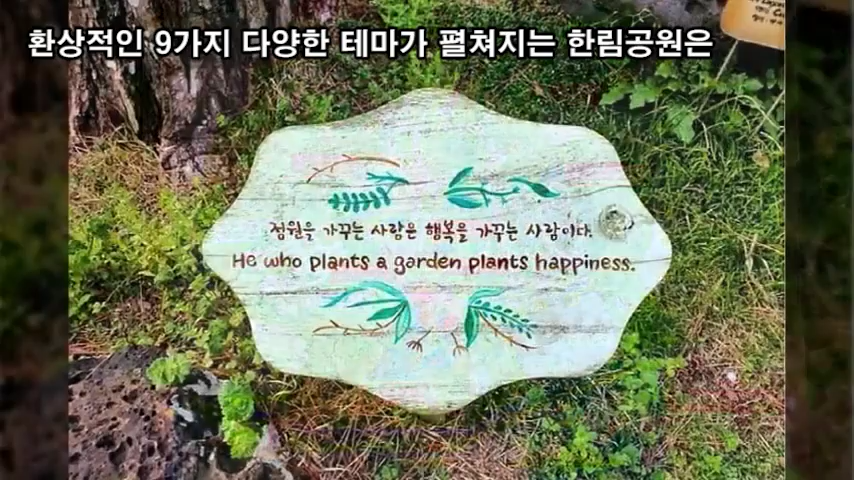 환상적인 9가지 다양한 테마가 펼쳐지는 한림공원은
정원을 가꾸는 사람은 행복을 가꾸는 사람이다.
He who plants a garden plants happiness.